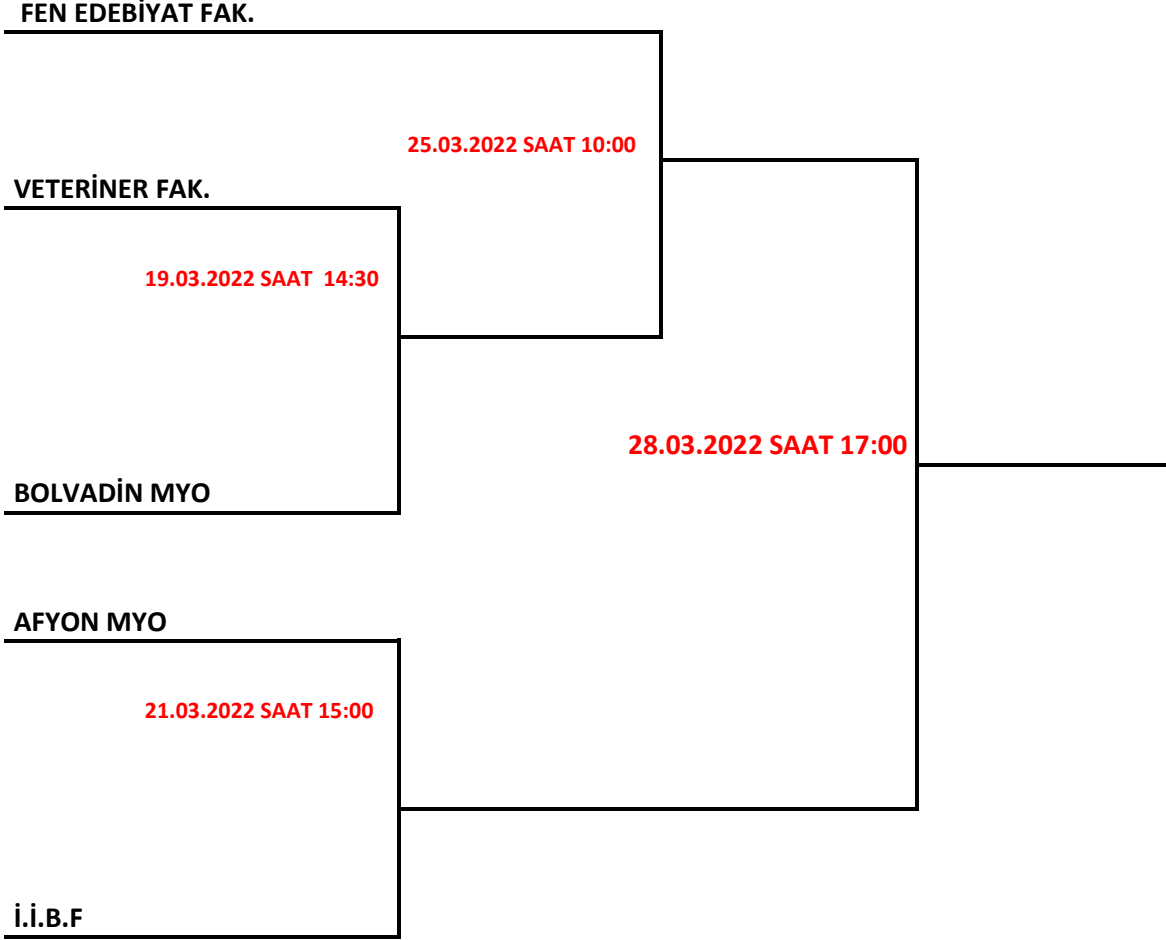 FEN EDEBİYAT FAK.
25.03.2022 SAAT 10:00
VETERİNER FAK.
19.03.2022 SAAT  14:30
28.03.2022 SAAT 17:00
BOLVADİN MYO
AFYON MYO
21.03.2022 SAAT 15:00
İ.İ.B.F